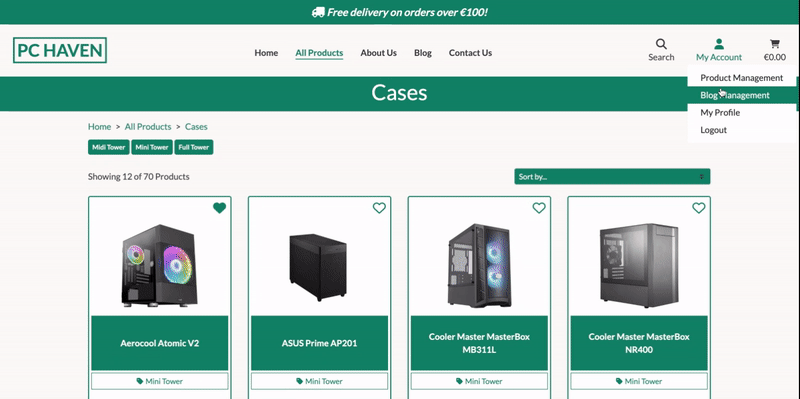 Free delivery on orders over €100!
PC HAVEN
Home
All Products
About Us
Blog
Contact Us
Search
My Account
€0.00
Product Management
Blog Management
My Profile
Logout
Cases
Home > All Products > Cases
Midi Tower
Mini Tower
Full Tower
Showing 12 of 70 Products
Sort by...
Aerocool Atomic V2
Mini Tower
ASUS Prime AP201
Mini Tower
Cooler Master MasterBox
MB311L
Mini Tower
Cooler Master MasterBox
NR400
Mini Tower